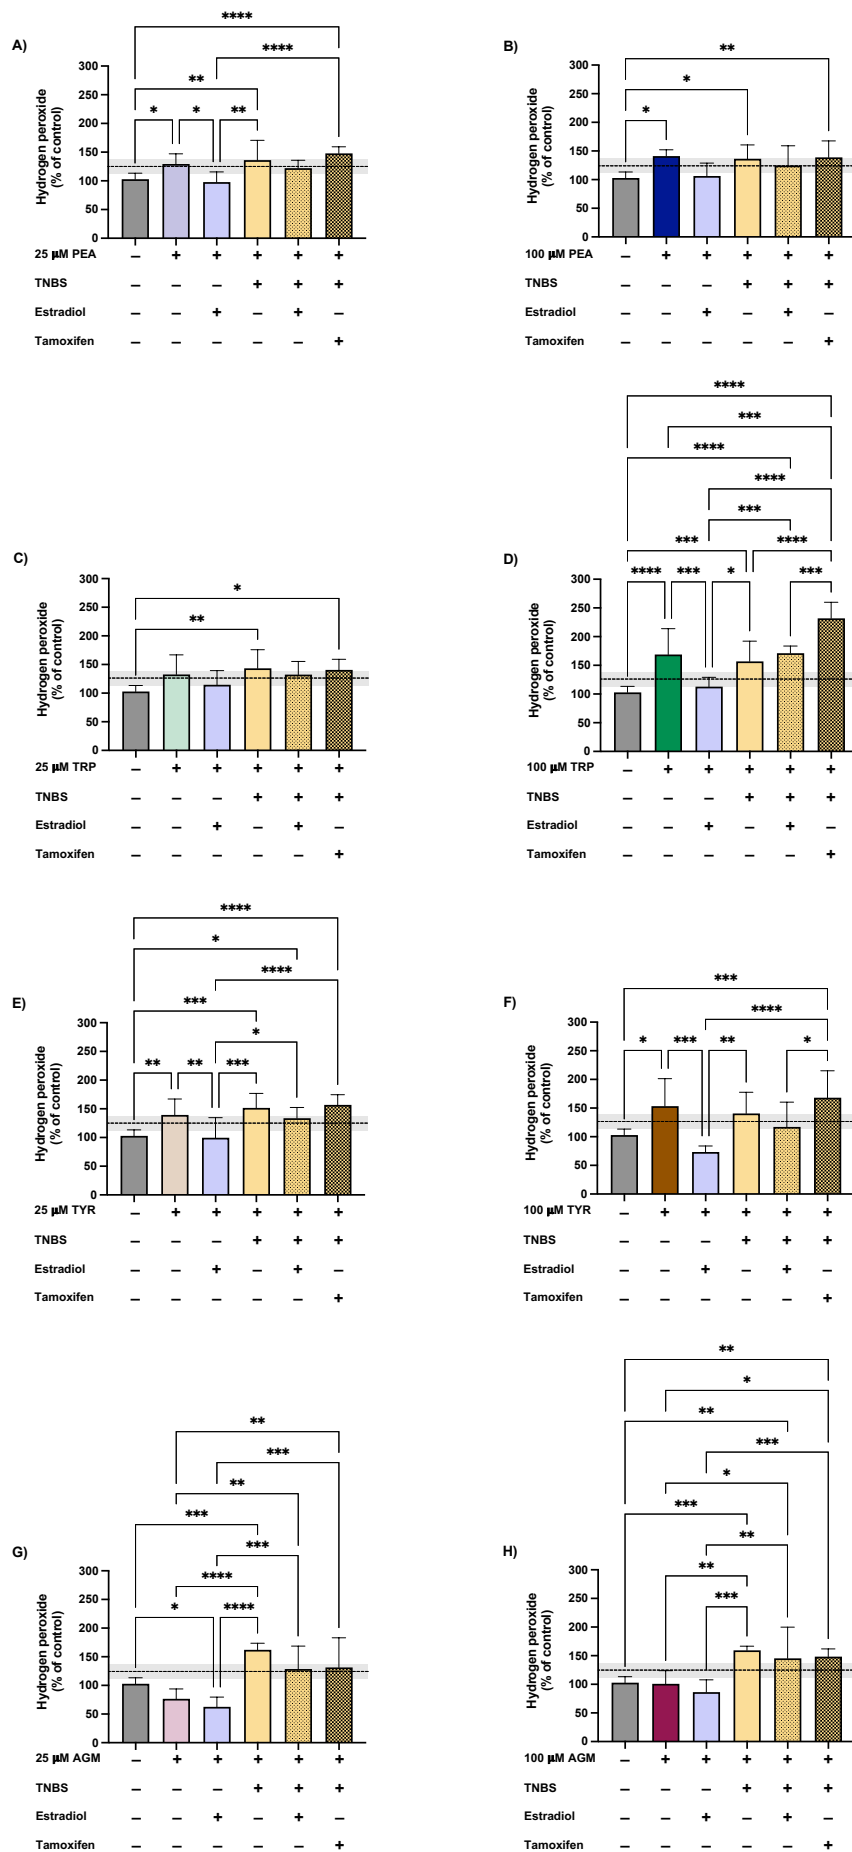 A)
****
****
**
* * **
Hydrogen peroxide
(% of control)
300
250
200
150
100
50
0
25 µM PEA – + + + + +
TNBS – – – + + +
Estradiol – – + – + –
Tamoxifen – – – – – +
B)
**
*
*
Hydrogen peroxide
(% of control)
300
250
200
150
100
50
0
100 µM PEA – + + + + +
TNBS – – – + + +
Estradiol – – + – + –
Tamoxifen – – – – – +
C)
*
**
Hydrogen peroxide
(% of control)
300
250
200
150
100
50
0
25 µM TRP – + + + + +
TNBS – – – + + +
Estradiol – – + – + –
Tamoxifen – – – – – +
D)
****
***
****
****
***
*** ****
**** *** * ***
Hydrogen peroxide
(% of control)
300
250
200
150
100
50
0
100 µM TRP – + + + + +
TNBS – – – + + +
Estradiol – – + – + –
Tamoxifen – – – – – +
E)
****
*
****
***
*
** ** ***
Hydrogen peroxide
(% of control)
300
250
200
150
100
50
0
25 µM TYR – + + + + +
TNBS – – – + + +
Estradiol – – + – + –
Tamoxifen – – – – – +
F)
***
****
* *** ** *
Hydrogen peroxide
(% of control)
300
250
200
150
100
50
0
100 µM TYR – + + + + +
TNBS – – – + + +
Estradiol – – + – + –
Tamoxifen – – – – – +
G)
**
***
**
***
***
****
* ****
Hydrogen peroxide
(% of control)
300
250
200
150
100
50
0
25 µM AGM – + + + + +
TNBS – – – + + +
Estradiol – – + – + –
Tamoxifen – – – – – +
H)
**
*
**
***
*
***
**
**
***
Hydrogen peroxide
(% of control)
300
250
200
150
100
50
0
100 µM AGM – + + + + +
TNBS – – – + + +
Estradiol – – + – + –
Tamoxifen – – – – – +